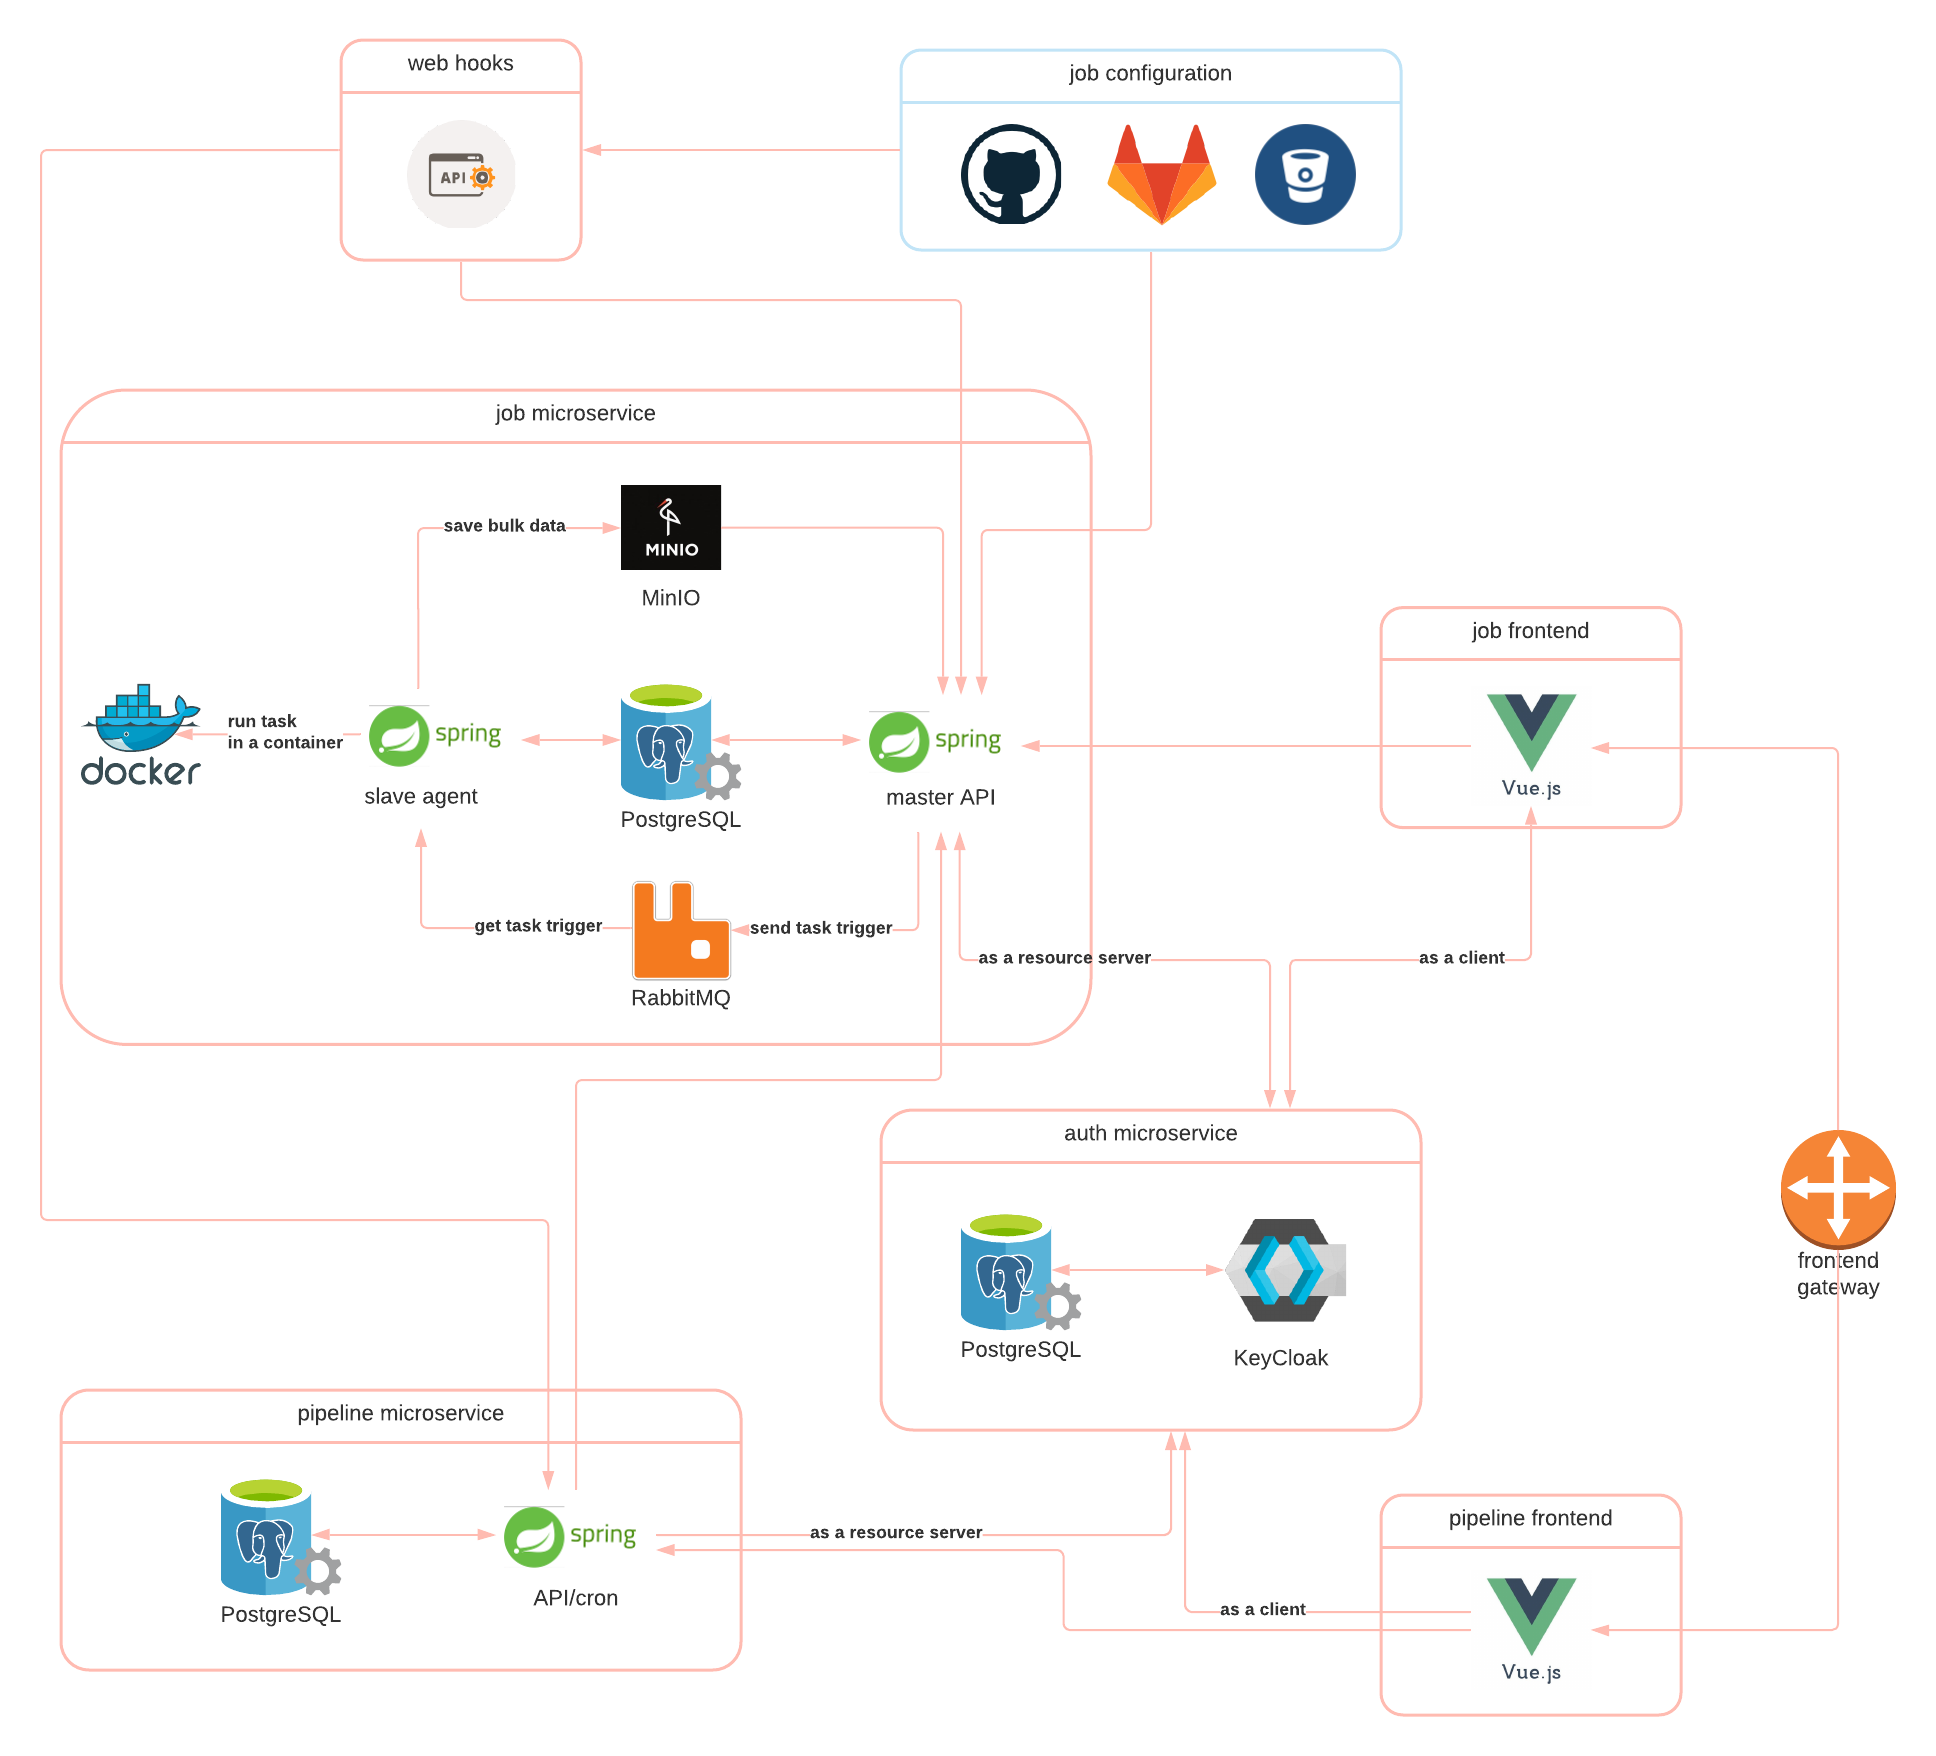 web hooks
API
job configuration
job microservice
save bulk data
MINIO
MinIO
job frontend
run task
in a container
docker
spring
slave agent
PostgreSQL
spring
master API
Vue.js
get task trigger
send task trigger
RabbitMQ
as a resource server
as a client
auth microservice
PostgreSQL
KeyCloak
frontend
gateway
pipeline microservice
PostgreSQL
spring
API/cron
as a resource server
as a client
pipeline frontend
Vue.js